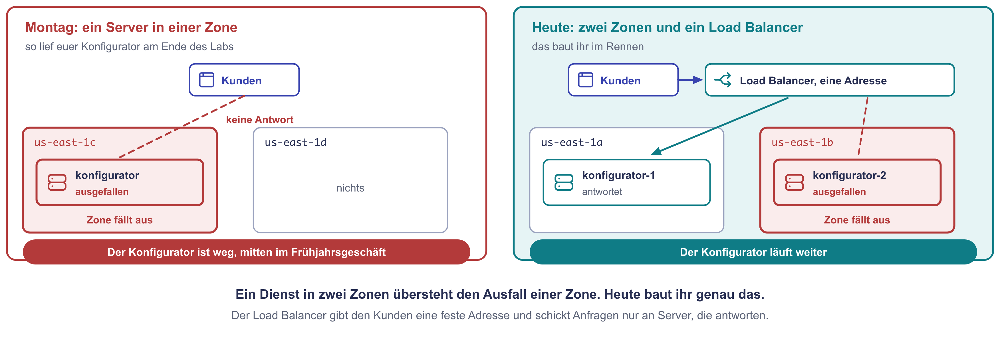 Montag: ein Server in einer Zone
so lief euer Konfigurator am Ende des Labs
Kunden
keine Antwort
us-east-1c
konfigurator
ausgefallen
Zone fällt aus
us-east-1d
nichts
Der Konfigurator ist weg, mitten im Frühjahrsgeschäft
Heute: zwei Zonen und ein Load Balancer
das baut ihr im Rennen
Kunden
Load Balancer, eine Adresse
us-east-1a
konfigurator-1
antwortet
us-east-1b
konfigurator-2
ausgefallen
Zone fällt aus
Der Konfigurator läuft weiter
Ein Dienst in zwei Zonen übersteht den Ausfall einer Zone. Heute baut ihr genau das.
Der Load Balancer gibt den Kunden eine feste Adresse und schickt Anfragen nur an Server, die antworten.